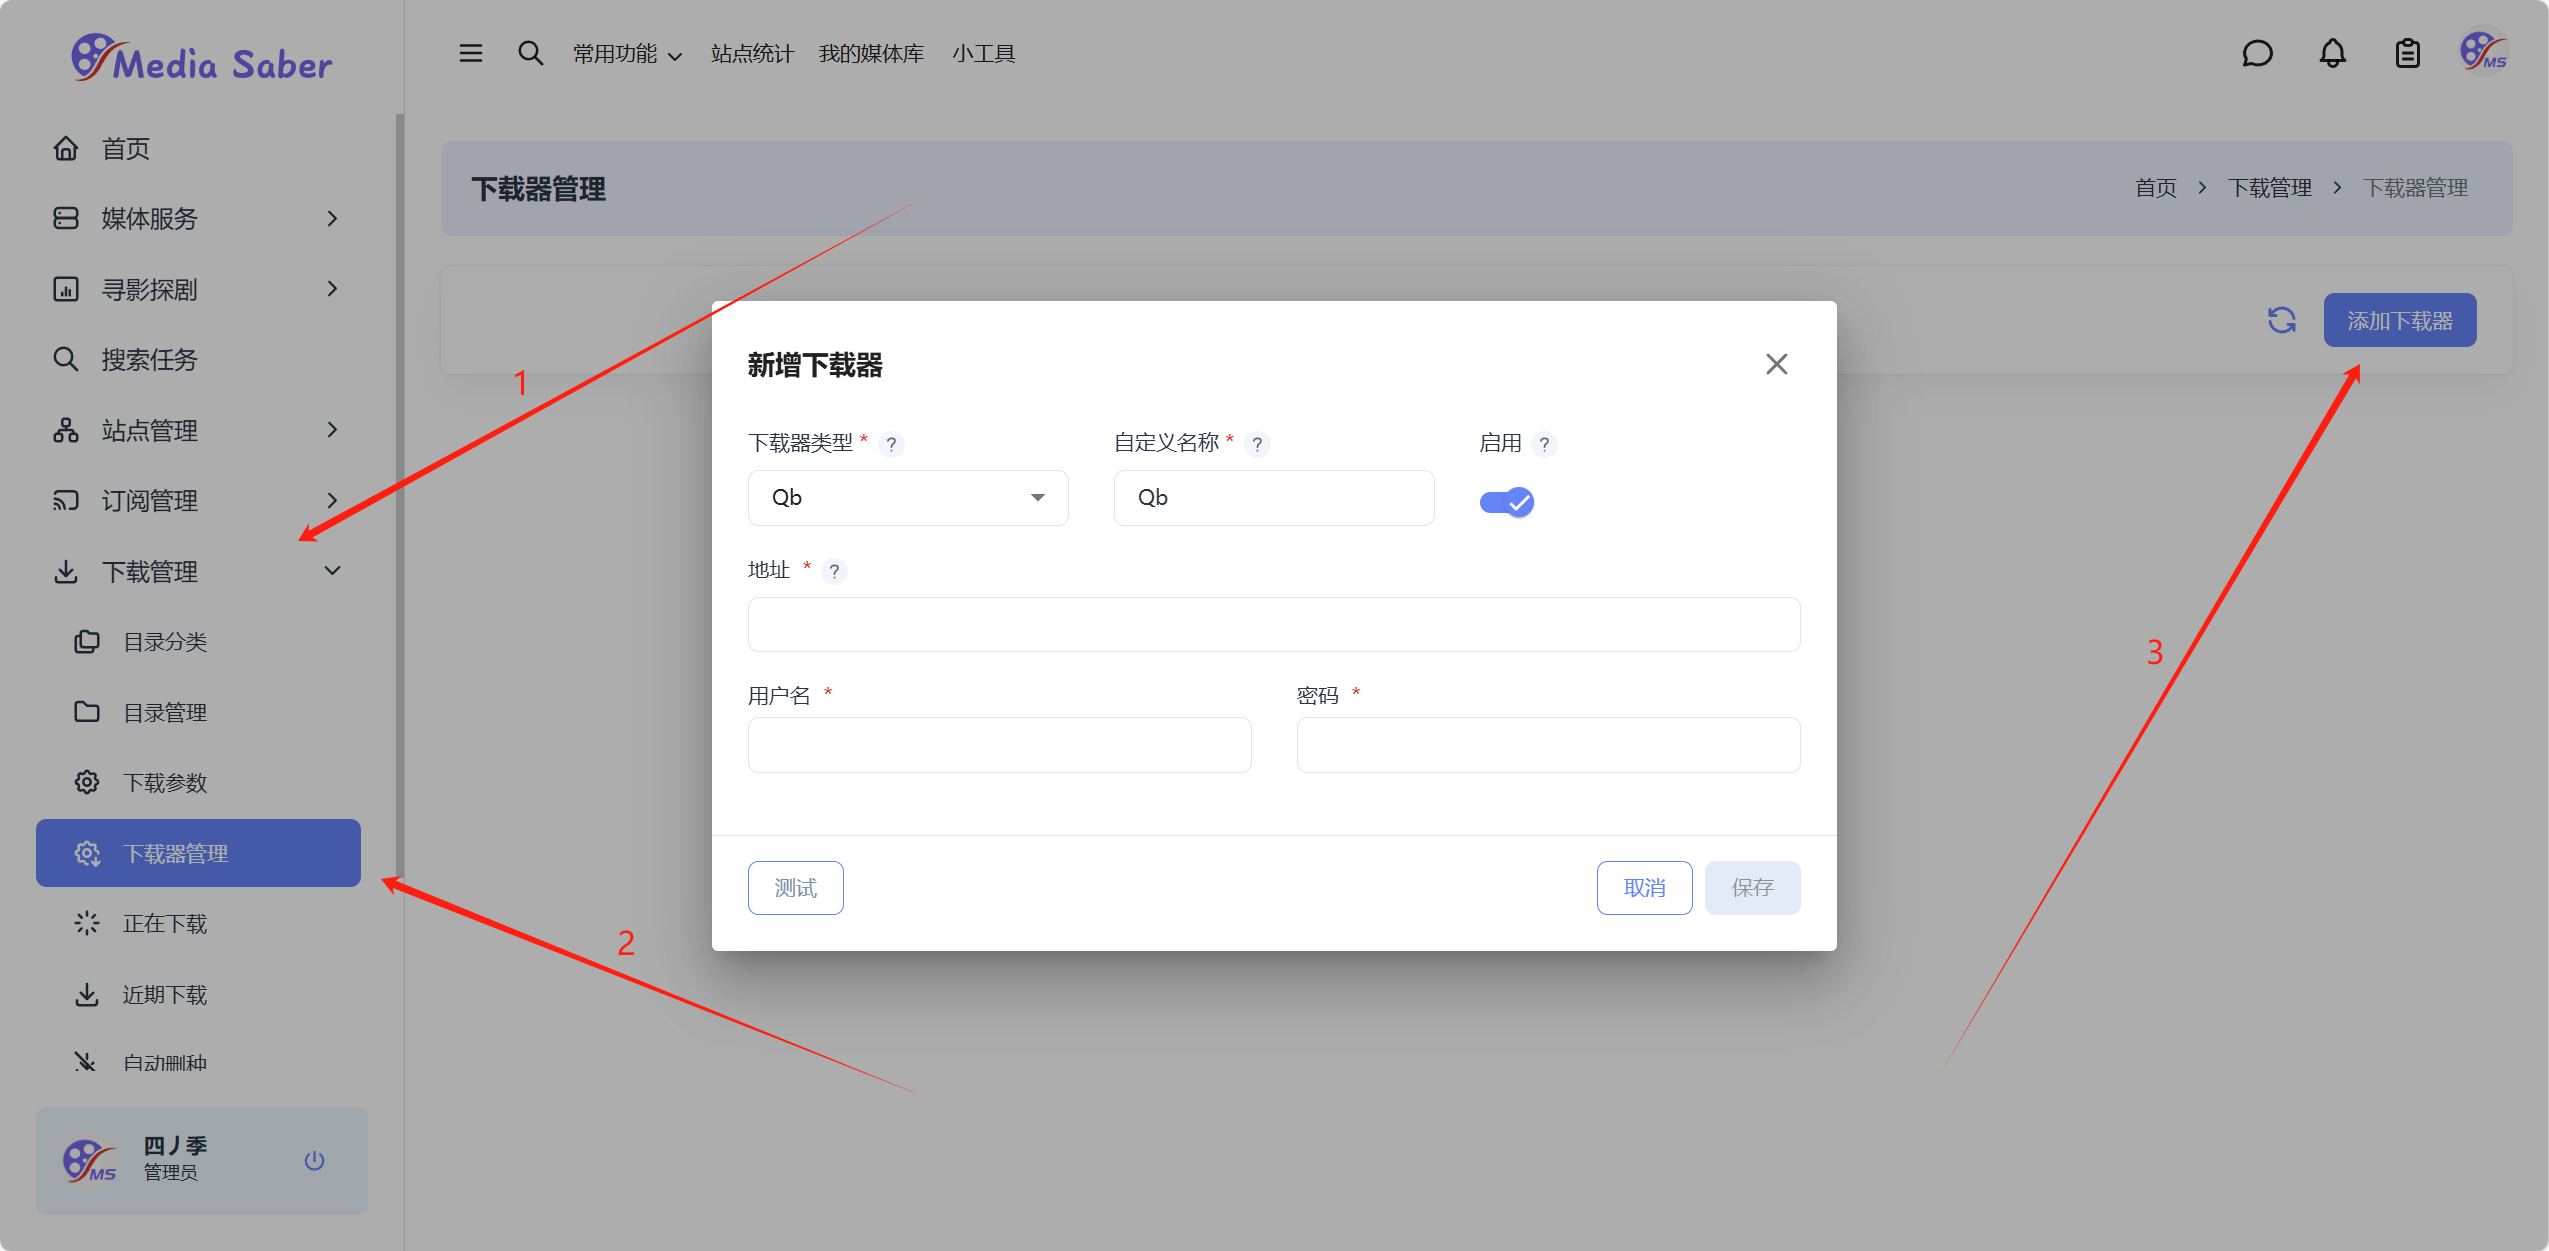 Media Saber
常用功能
站点统计
我的媒体库
小工具
MS
首页
媒体服务
寻影探剧
搜索任务
站点管理
订阅管理
下载管理
目录分类
目录管理
下载参数
下载器管理
正在下载
近期下载
自动删种
MS
四丿季
管理员
下载器管理
首页 > 下载管理 > 下载器管理
添加下载器
1
2
3
新增下载器
下载器类型 * ?
自定义名称 * ?
启用 ?
Qb
Qb
地址 * ?
用户名 *
密码 *
测试
取消
保存